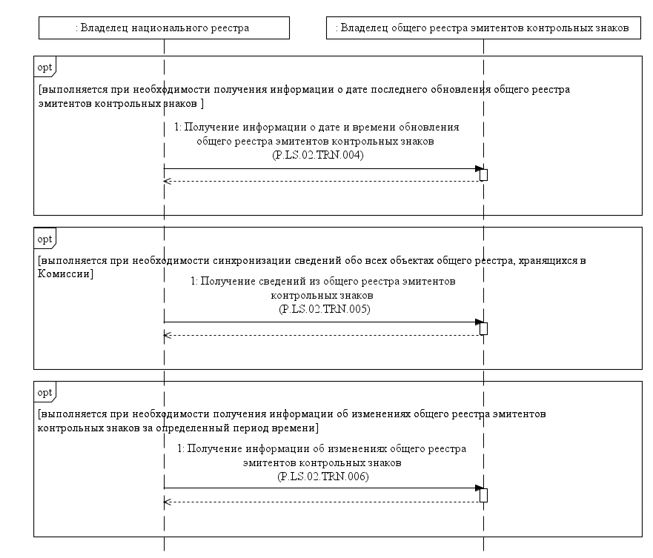 : Владелец национального реестра
: Владелец общего реестра эмитентов контрольных знаков
opt
[выполняется при необходимости получения информации о дате последнего обновления общего реестра
эмитентов контрольных знаков ]
1: Получение информации о дате и времени обновления
общего реестра эмитентов контрольных знаков
(P.LS.02.TRN.004)
opt
[выполняется при необходимости синхронизации сведений обо всех объектах общего реестра, хранящихся в
Комиссии]
1: Получение сведений из общего реестра эмитентов
контрольных знаков
(P.LS.02.TRN.005)
opt
[выполняется при необходимости получения информации об изменениях общего реестра эмитентов
контрольных знаков за определенный период времени]
1: Получение информации об изменениях общего реестра
эмитентов контрольных знаков
(P.LS.02.TRN.006)